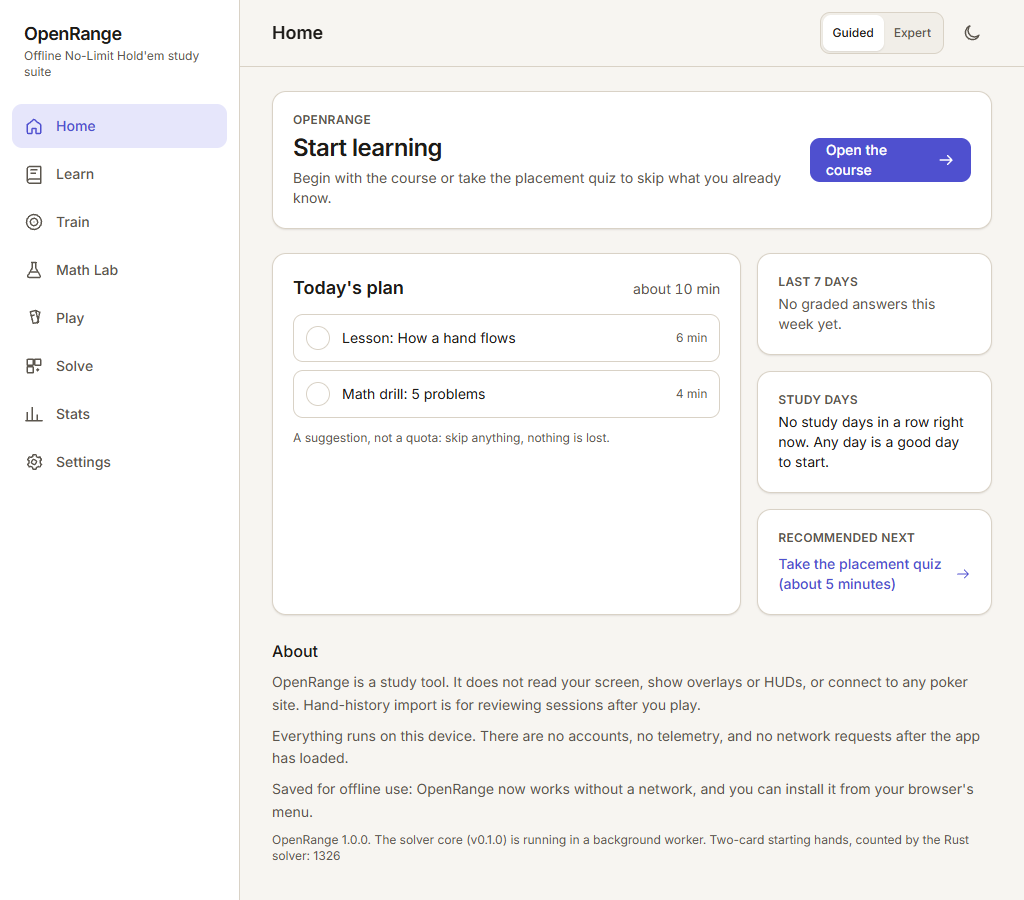 OpenRange
Offline No-Limit Hold'em study
suite
Home
Learn
Train
Math Lab
Play
Solve
Stats
Settings
Home
Guided
Expert
OPENRANGE
Start learning
Begin with the course or take the placement quiz to skip what you already
know.
Open the
course
Today's plan
about 10 min
Lesson: How a hand flows
6 min
Math drill: 5 problems
4 min
A suggestion, not a quota: skip anything, nothing is lost.
LAST 7 DAYS
No graded answers this
week yet.
STUDY DAYS
No study days in a row right
now. Any day is a good day
to start.
RECOMMENDED NEXT
Take the placement quiz
(about 5 minutes)
About
OpenRange is a study tool. It does not read your screen, show overlays or HUDs, or connect to any poker
site. Hand-history import is for reviewing sessions after you play.
Everything runs on this device. There are no accounts, no telemetry, and no network requests after the app
has loaded.
Saved for offline use: OpenRange now works without a network, and you can install it from your browser's
menu.
OpenRange 1.0.0. The solver core (v0.1.0) is running in a background worker. Two-card starting hands, counted by the Rust
solver: 1326